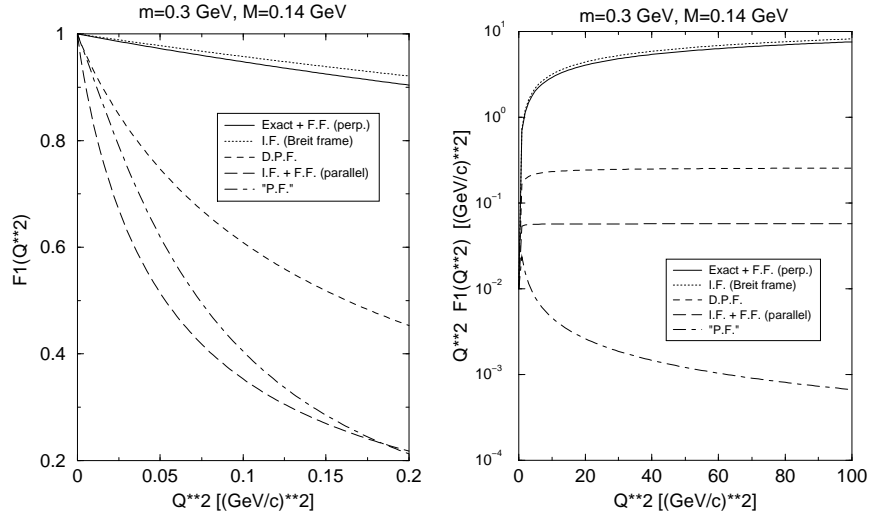 m=0.3 GeV, M=0.14 GeV
F1(Q**2)
1
0.8
0.6
0.4
0.2
Exact + F.F. (perp.)
I.F. (Breit frame)
D.P.F.
I.F. + F.F. (parallel)
"P.F."
0 0.05 0.1 0.15 0.2
Q**2 [(GeV/c)**2]
m=0.3 GeV, M=0.14 GeV
Q**2 F1(Q**2) [(GeV/c)**2]
10^1
10^0
10^−1
10^−2
10^−3
10^−4
Exact + F.F. (perp.)
I.F. (Breit frame)
D.P.F.
I.F. + F.F. (parallel)
"P.F."
0 20 40 60 80 100
Q**2 [(GeV/c)**2]